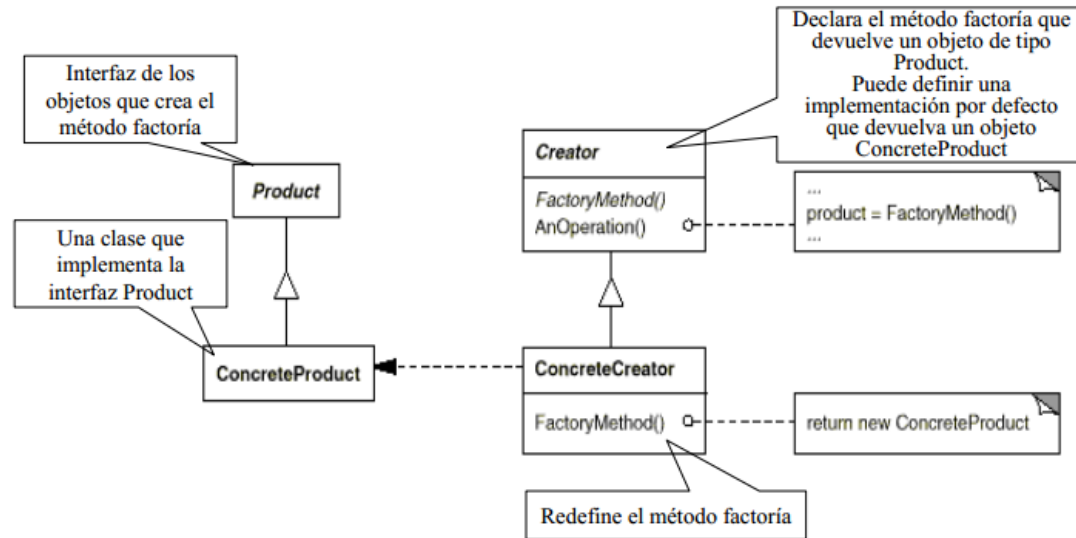 Declara el método factoría que
devuelve un objeto de tipo
Product.
Puede definir una
implementación por defecto
que devuelva un objeto
ConcreteProduct
Interfaz de los
objetos que crea el
método factoría
Creator
FactoryMethod()
AnOperation()
...
product = FactoryMethod()
...
Product
Una clase que
implementa la
interfaz Product
ConcreteProduct
ConcreteCreator
FactoryMethod()
return new ConcreteProduct
Redefine el método factoría